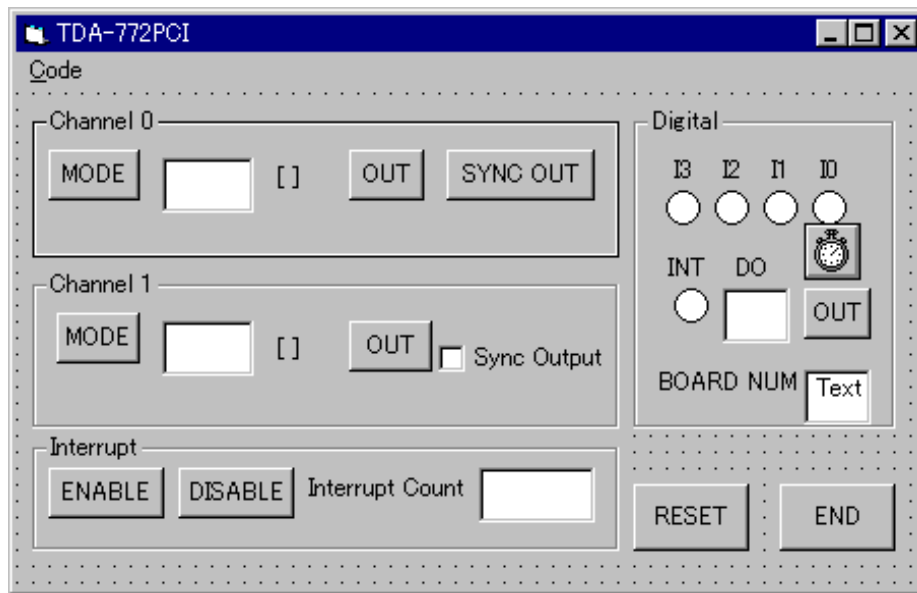 TDA-772PCI
Code
Channel 0
MODE [ ] OUT SYNC OUT
Channel 1
MODE [ ] OUT Sync Output
Interrupt
ENABLE DISABLE Interrupt Count
Digital
I3 I2 I1 I0
INT DO
OUT
BOARD NUM Text
RESET END